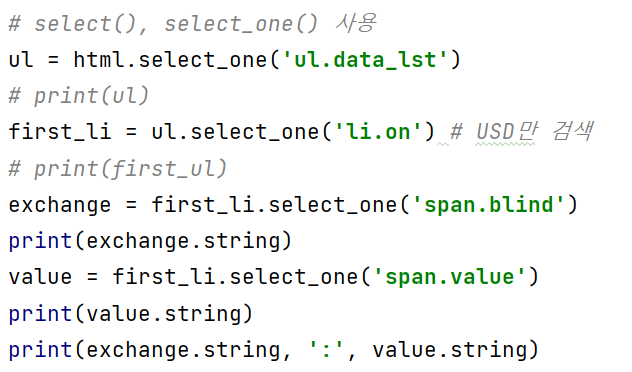 # select(), select_one() 사용
ul = html.select_one('ul.data_lst')
# print(ul)
first_li = ul.select_one('li.on') # USD만 검색
# print(first_ul)
exchange = first_li.select_one('span.blind')
print(exchange.string)
value = first_li.select_one('span.value')
print(value.string)
print(exchange.string, ':', value.string)